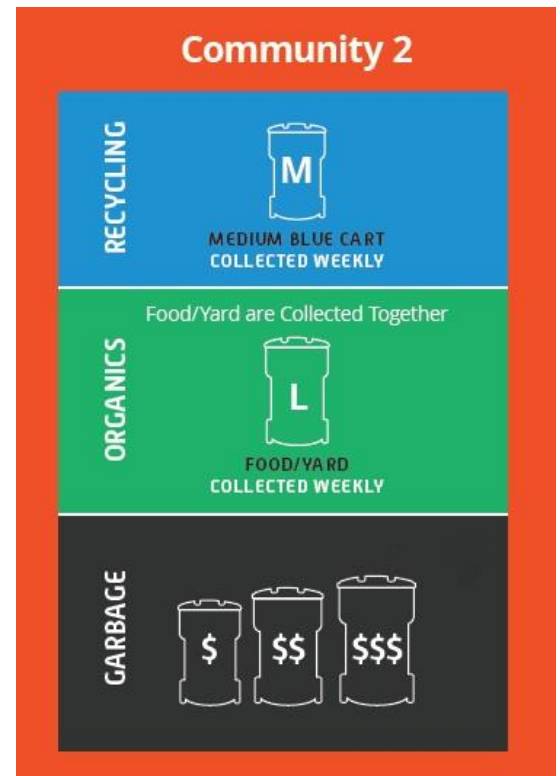 Community 2
RECYCLING
M
MEDIUM BLUE CART
COLLECTED WEEKLY
ORGANICS
Food/Yard are Collected Together
L
FOOD/YARD
COLLECTED WEEKLY
GARBAGE
$ $$ $$$